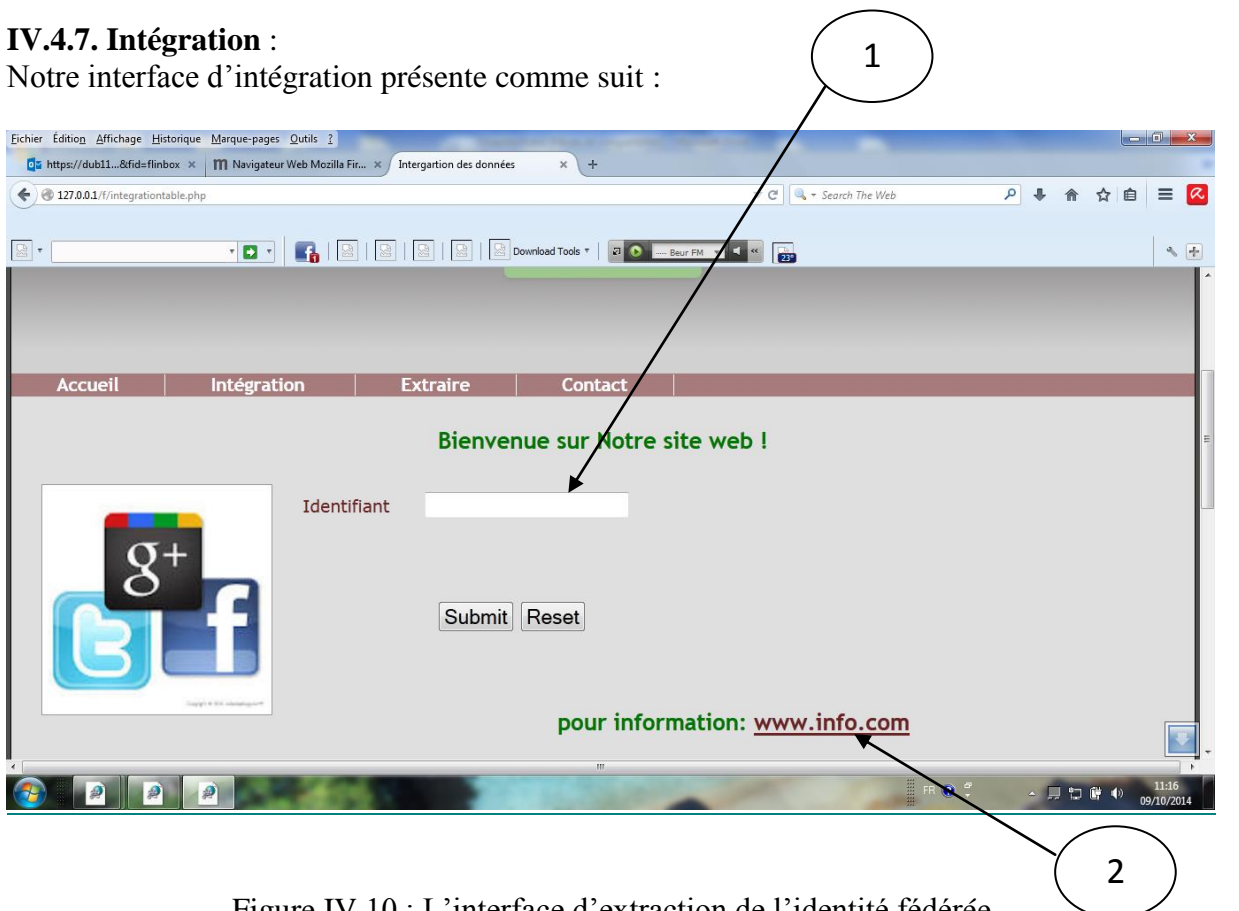 IV.4.7. Intégration :
1
Notre interface d'intégration présente comme suit :
Fichier Édition Affichage Historique Marque-pages Outils ?
https://dub11...&fid=flinbox × m Navigateur Web Mozilla Fir... × Intergartion des données × +
127.0.0.1/f/integrationtable.php
Search The Web
1
Download Tools
---- Beur FM
23°
Accueil Intégration Extraire Contact
Bienvenue sur Notre site web !
Identifiant
g+
t f
Submit Reset
pour information: www.info.com
FR
11:16
09/10/2014
2
Figure IV.10 : L'interface d'extraction de l'identité fédérée